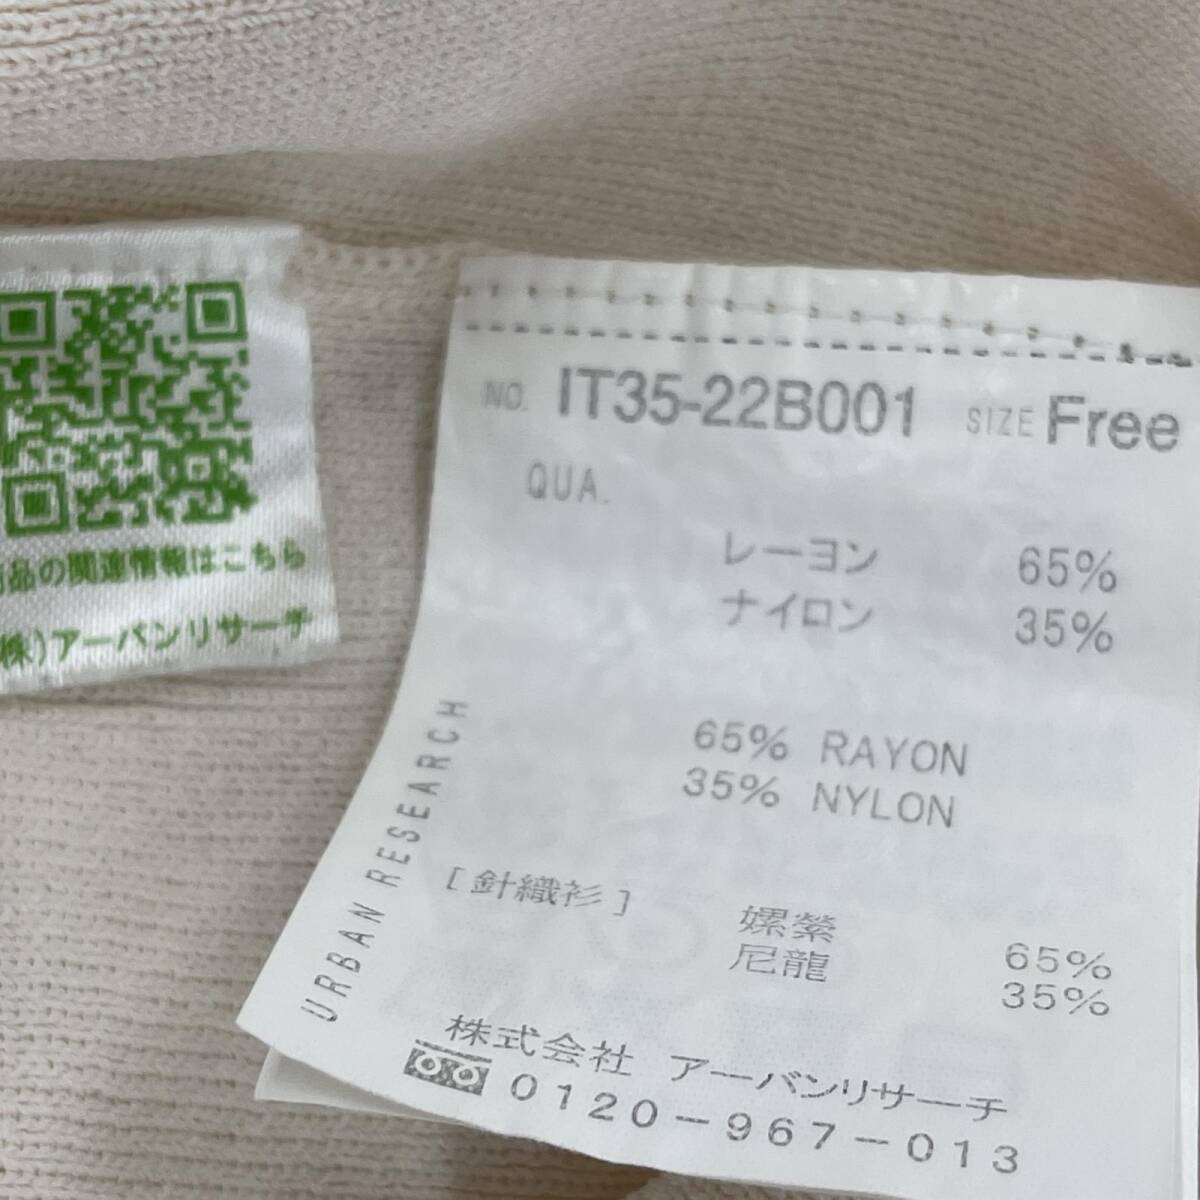 品の関連情報はこちら
株)アーバンリサーチ
NO. IT35-22B001 SIZE Free
QUA.
レーヨン 65%
ナイロン 35%
65% RAYON
35% NYLON
URBAN RESEARCH
[針織衫]
嫘縈 65%
尼龍 35%
株式会社 アーバンリサーチ
0120-967-013